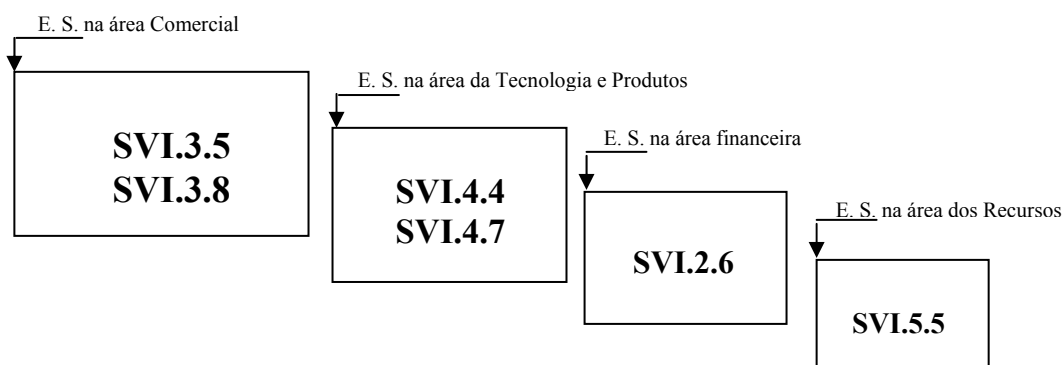 E. S. na área Comercial
SVI.3.5
SVI.3.8
E. S. na área da Tecnologia e Produtos
SVI.4.4
SVI.4.7
E. S. na área financeira
SVI.2.6
E. S. na área dos Recursos
SVI.5.5